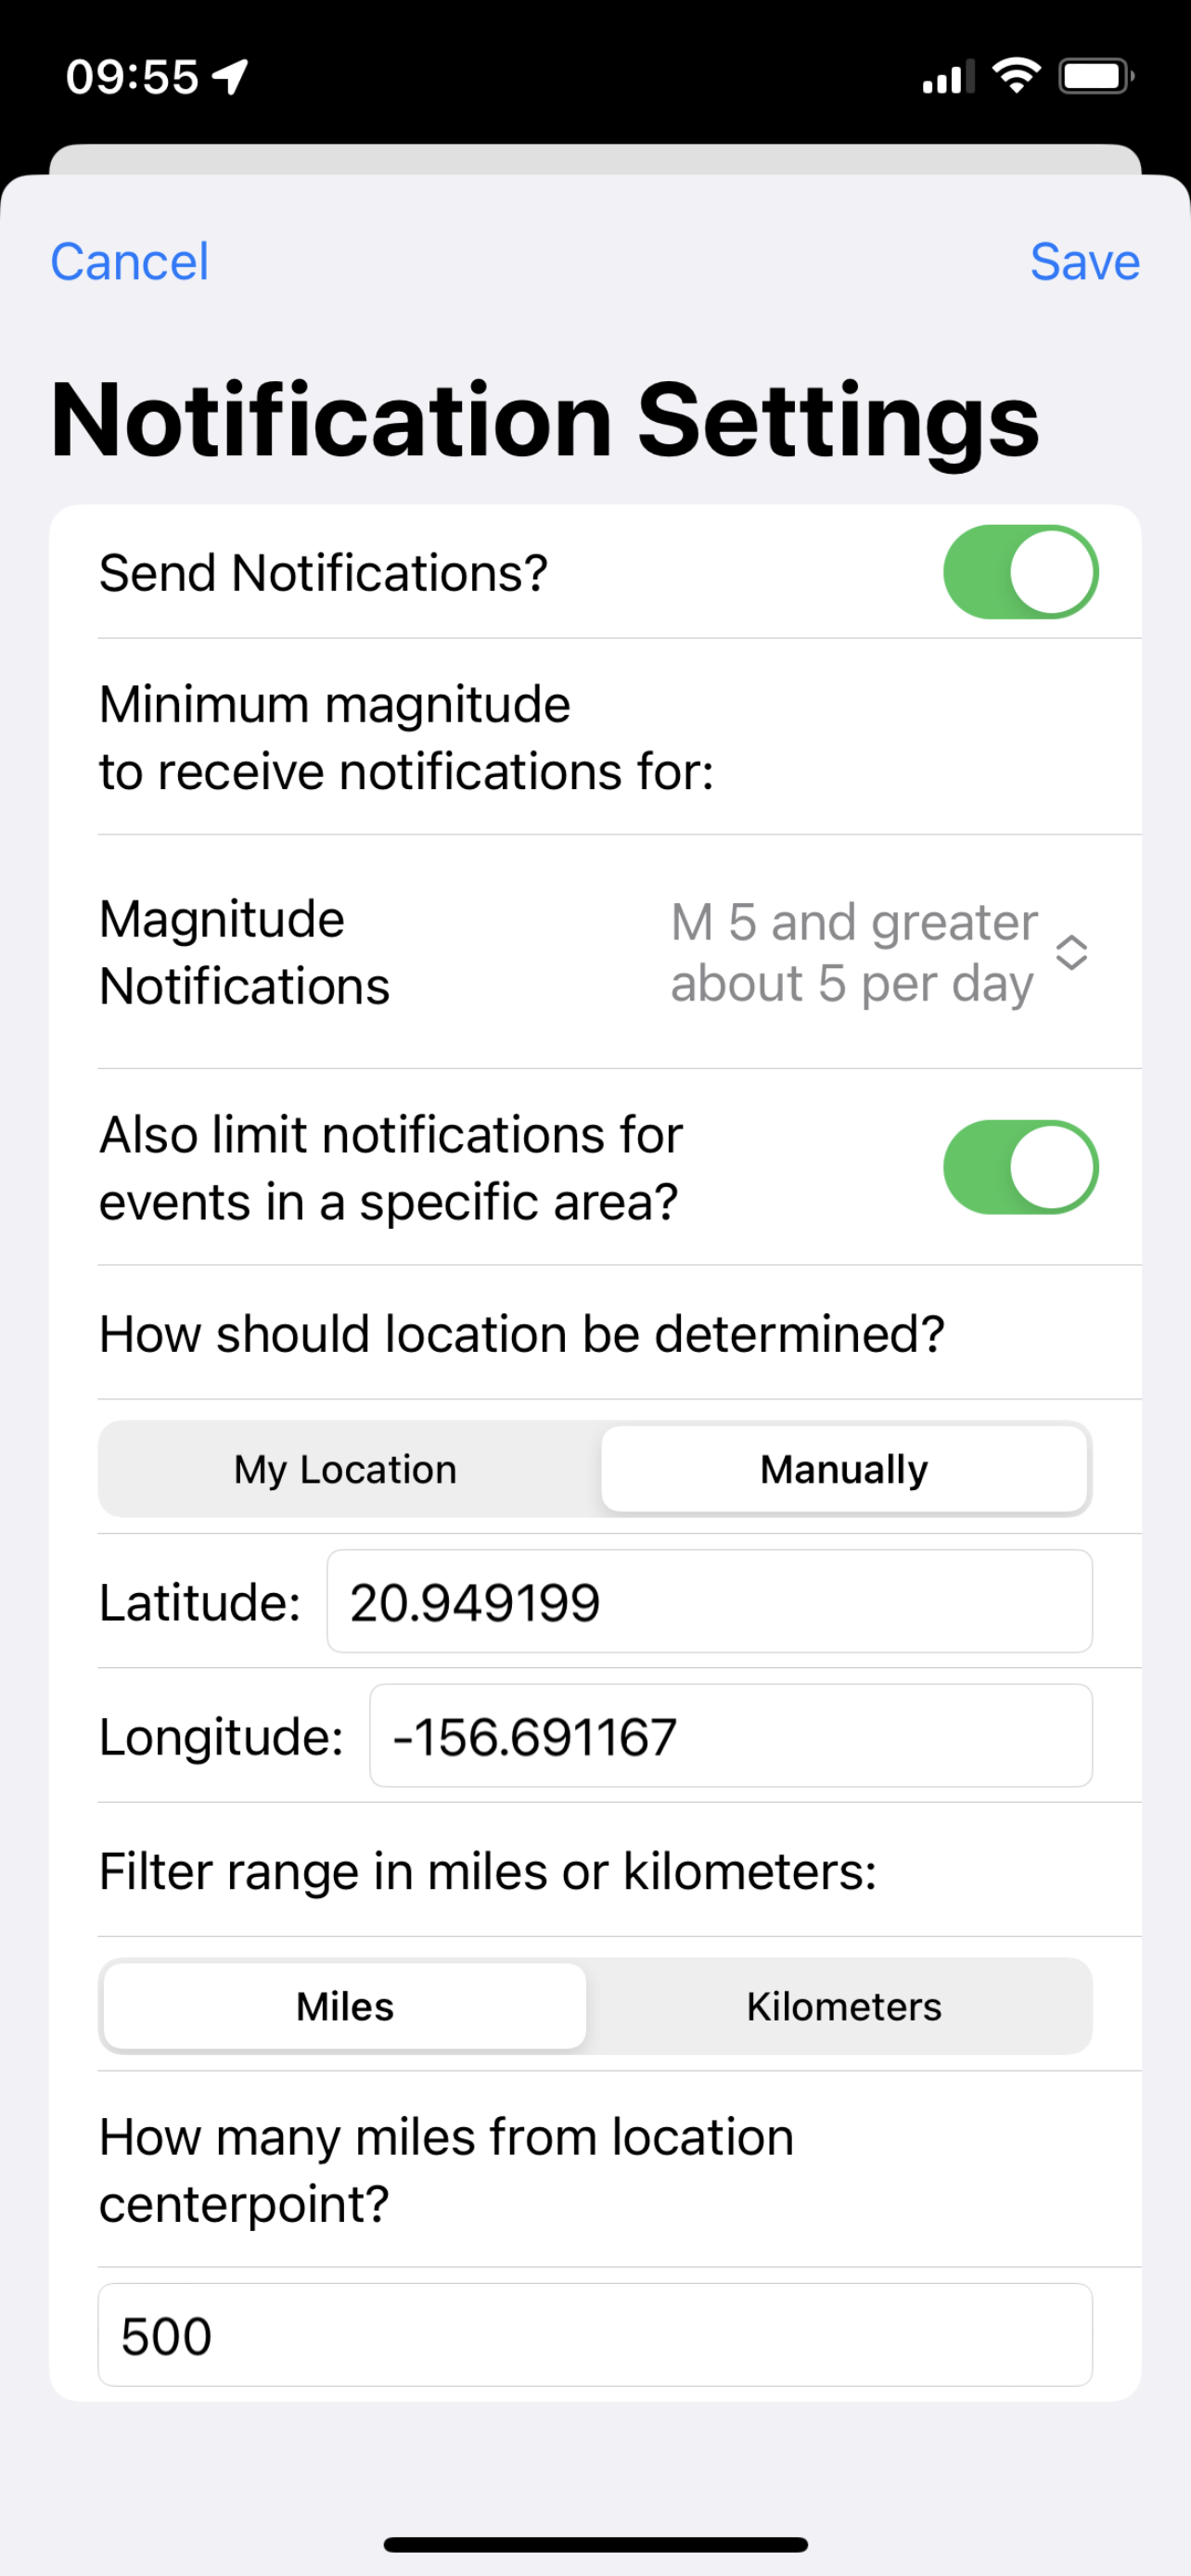 09:55
Cancel
Save
Notification Settings
Send Notifications?
Minimum magnitude
to receive notifications for:
Magnitude
Notifications
M 5 and greater
about 5 per day
Also limit notifications for
events in a specific area?
How should location be determined?
My Location
Manually
Latitude:
20.949199
Longitude:
-156.691167
Filter range in miles or kilometers:
Miles
Kilometers
How many miles from location
centerpoint?
500